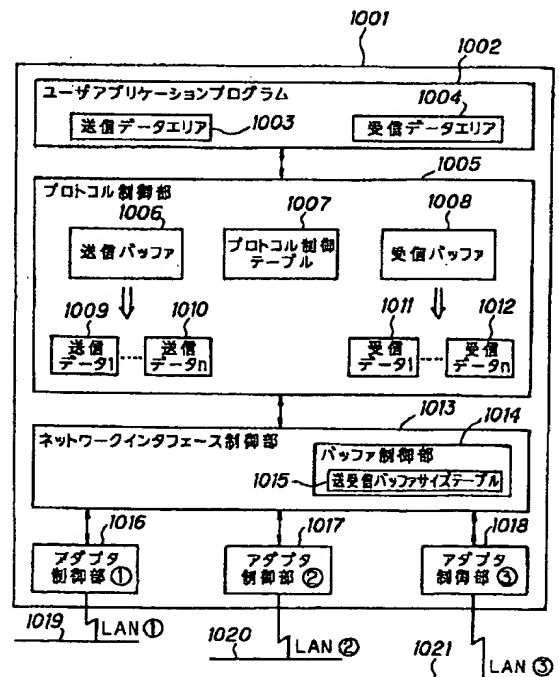 1001
1002
ユーザアプリケーションプログラム
1004
送信データエリア
1003
受信データエリア
1005
プロトコル制御部
1006
1007
1008
送信バッファ
プロトコル制御
テーブル
受信バッファ
1009
1010
1011
1012
送信
データ1
送信
データn
受信
データ1
受信
データn
1013
ネットワークインタフェース制御部
1014
バッファ制御部
1015
送受信バッファサイズテーブル
1016
1017
1018
アダプタ
制御部①
アダプタ
制御部②
アダプタ
制御部③
1019
LAN①
1020
LAN②
1021
LAN③